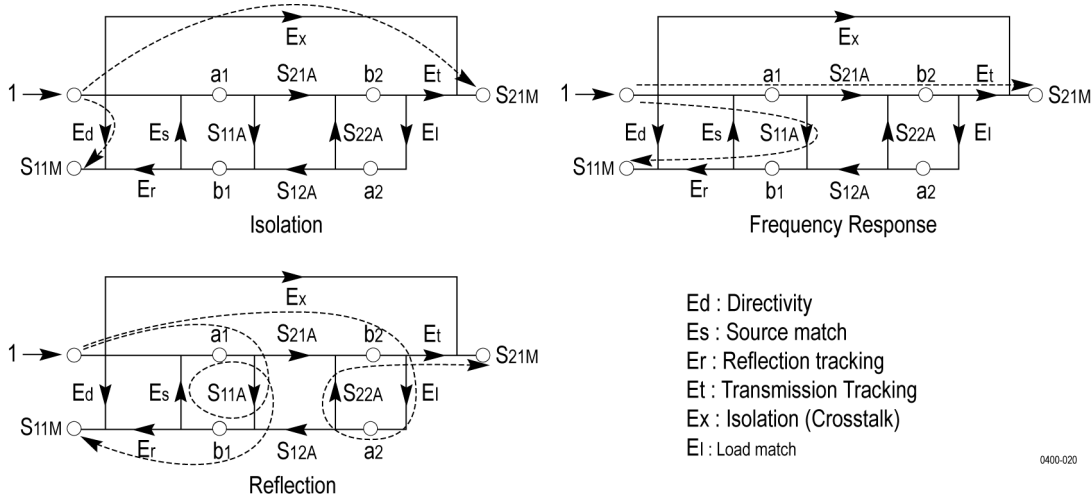 Ex
1
a1
S21A
b2
Et
S21M
Ed
Es
S11A
S22A
El
S11M
Er
b1
S12A
a2
Isolation
Ex
1
a1
S21A
b2
Et
S21M
Ed
Es
S11A
S22A
El
S11M
Er
b1
S12A
a2
Frequency Response
Ex
1
a1
S21A
b2
Et
S21M
Ed
Es
S11A
S22A
El
S11M
Er
b1
S12A
a2
Reflection
Ed : Directivity
Es : Source match
Er : Reflection tracking
Et : Transmission Tracking
Ex : Isolation (Crosstalk)
El : Load match
0400-020